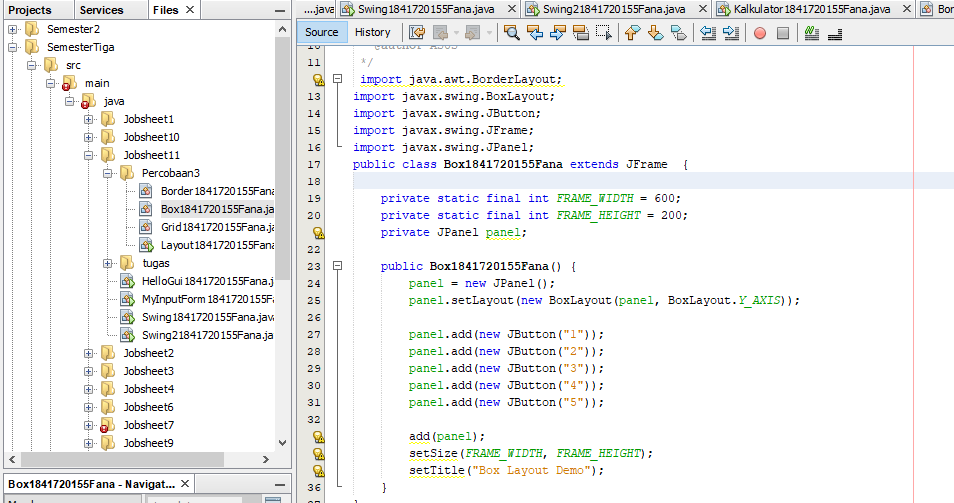 Projects Services Files
Semester2
SemesterTiga
src
main
java
Jobsheet1
Jobsheet10
Jobsheet11
Percobaan3
Border1841720155Fana
Box1841720155Fana.ja
Grid1841720155Fana.ja
Layout1841720155Fana
tugas
HelloGui1841720155Fana.j
MyInputForm1841720155Fa
Swing1841720155Fana.java
Swing21841720155Fana.ja
Jobsheet2
Jobsheet3
Jobsheet4
Jobsheet6
Jobsheet7
Jobsheet9
Box1841720155Fana - Navigat...
...java Swing1841720155Fana.java Swing21841720155Fana.java Kalkulator1841720155Fana.java Bor
Source History
10 @author ASUS
11 */
import java.awt.BorderLayout;
13 import javax.swing.BoxLayout;
14 import javax.swing.JButton;
15 import javax.swing.JFrame;
16 import javax.swing.JPanel;
17 public class Box1841720155Fana extends JFrame {
18
19 private static final int FRAME_WIDTH = 600;
20 private static final int FRAME_HEIGHT = 200;
private JPanel panel;
22
23 public Box1841720155Fana() {
24 panel = new JPanel();
25 panel.setLayout(new BoxLayout(panel, BoxLayout.Y_AXIS));
26
27 panel.add(new JButton("1"));
28 panel.add(new JButton("2"));
29 panel.add(new JButton("3"));
30 panel.add(new JButton("4"));
31 panel.add(new JButton("5"));
32
add(panel);
setSize(FRAME_WIDTH, FRAME_HEIGHT);
setTitle("Box Layout Demo");
36 }